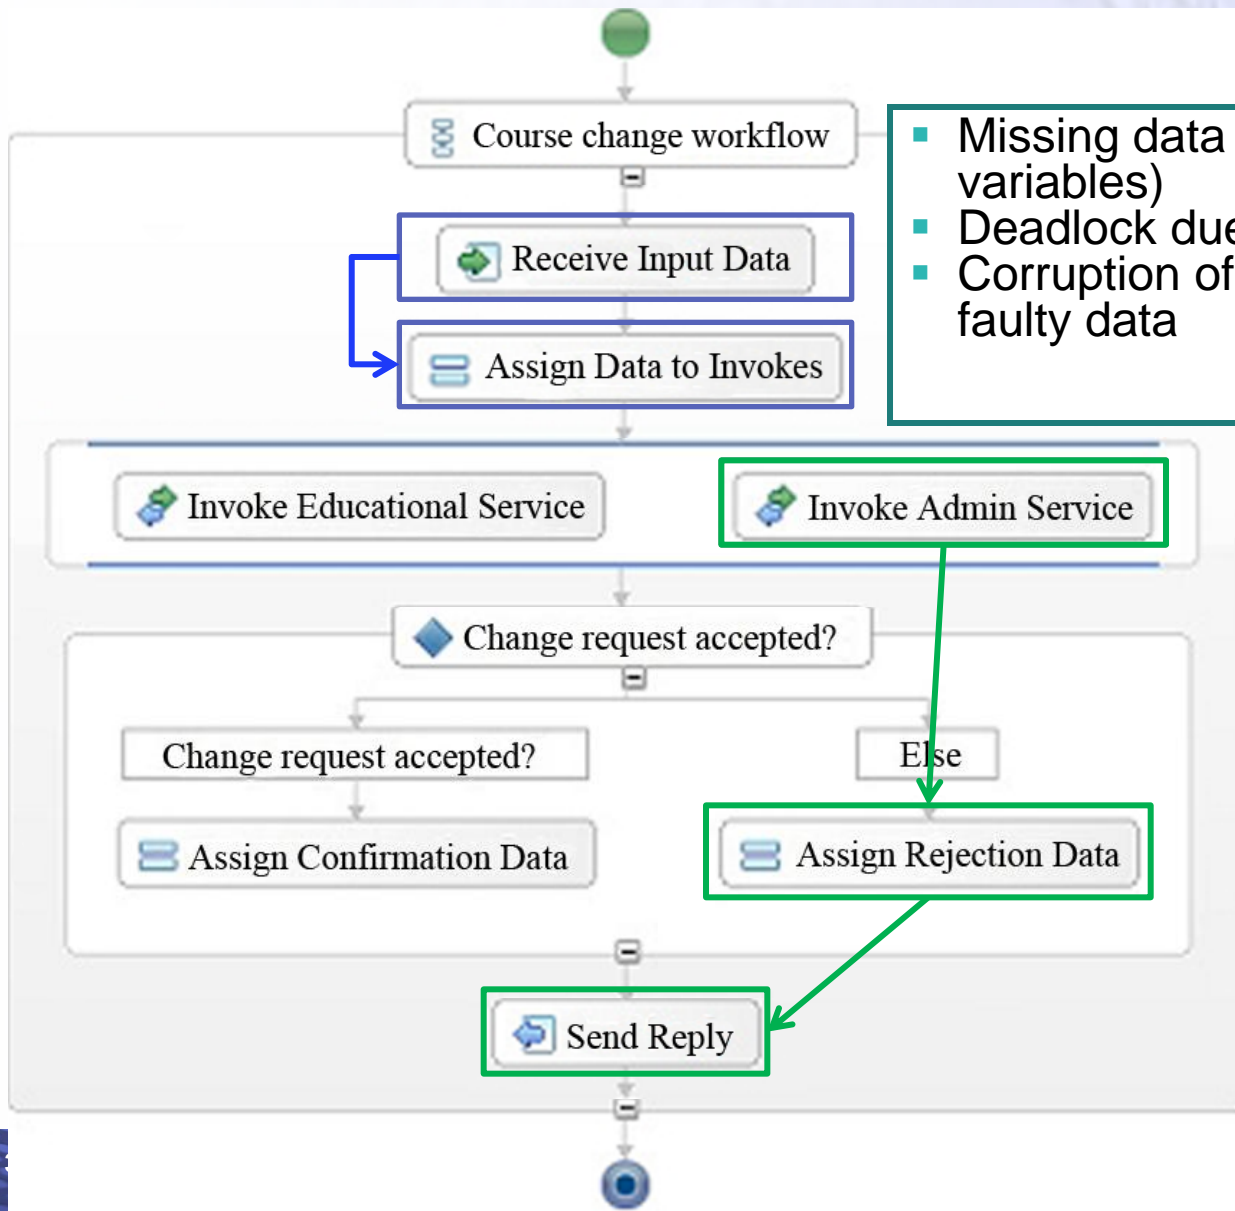 Course change workflow
Missing data
variables)
Deadlock due
Corruption of
faulty data
Receive Input Data
Assign Data to Invokes
Invoke Educational Service
Invoke Admin Service
Change request accepted?
Change request accepted?
Else
Assign Confirmation Data
Assign Rejection Data
Send Reply